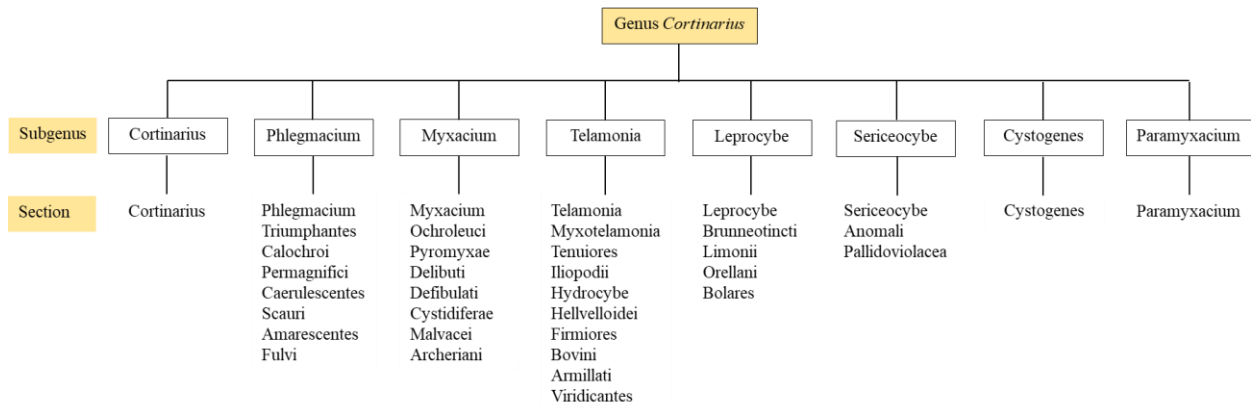 Genus Cortinarius
Subgenus
Cortinarius
Phlegmacium
Myxacium
Telamonia
Leprocybe
Sericeocybe
Cystogenes
Paramyxacium
Section
Cortinarius
Phlegmacium
Triumphantes
Calochroi
Permagnifici
Caerulescentes
Scauri
Amarescentes
Fulvi
Myxacium
Ochroleuci
Pyromyxae
Delibuti
Defibulati
Cystidiferae
Malvacei
Archeriani
Telamonia
Myxotelamonia
Tenuiores
Iliopodii
Hydrocybe
Hellvelloidei
Firmiores
Bovini
Armillati
Viridicantes
Leprocybe
Brunneotincti
Limonii
Orellani
Bolares
Sericeocybe
Anomali
Pallidoviolacea
Cystogenes
Paramyxacium